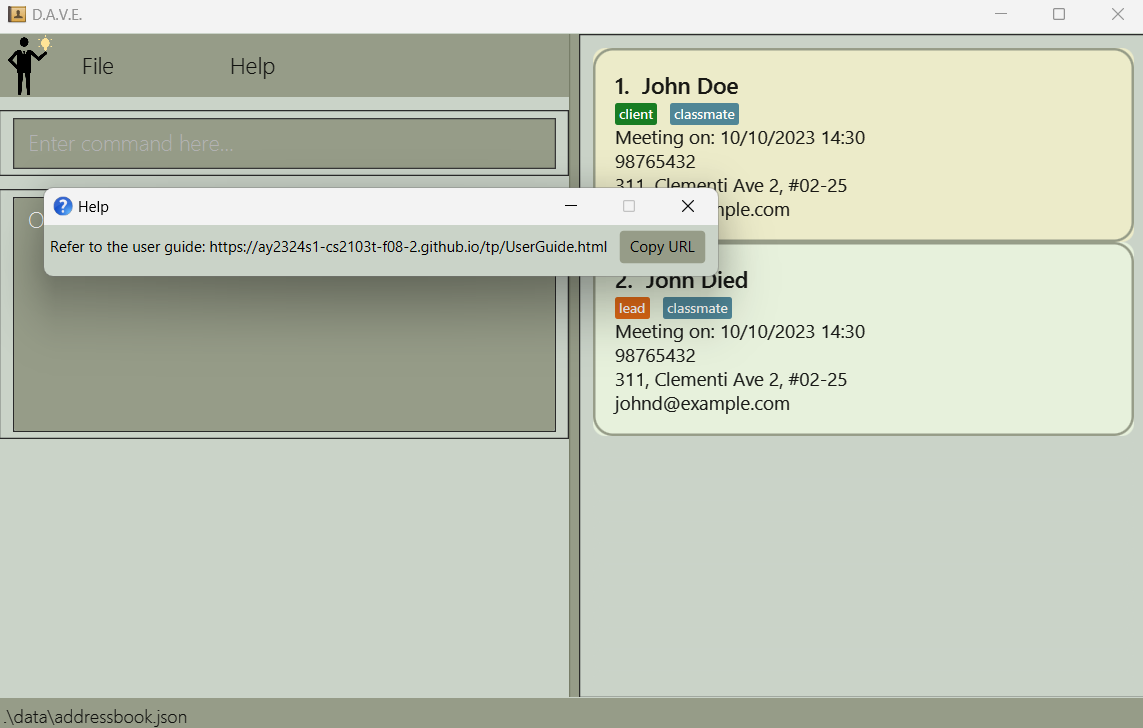 D.A.V.E.
File Help
Enter command here...
Help
Refer to the user guide: https://ay2324s1-cs2103t-f08-2.github.io/tp/UserGuide.html Copy URL
1. John Doe
client classmate
Meeting on: 10/10/2023 14:30
98765432
311, Clementi Ave 2, #02-25
mple.com
2. John Died
lead classmate
Meeting on: 10/10/2023 14:30
98765432
311, Clementi Ave 2, #02-25
johnd@example.com
.\data\addressbook.json